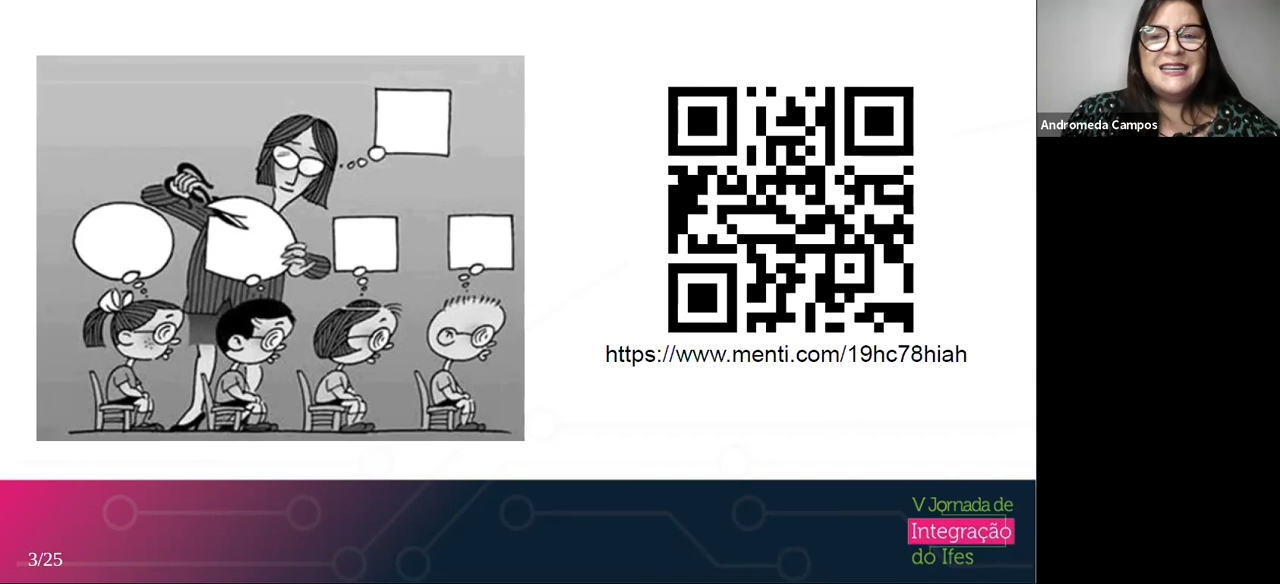 Andromeda Campos
https://www.menti.com/19hc78hiah
V Jornada de
Integração
do Ifes
3/25